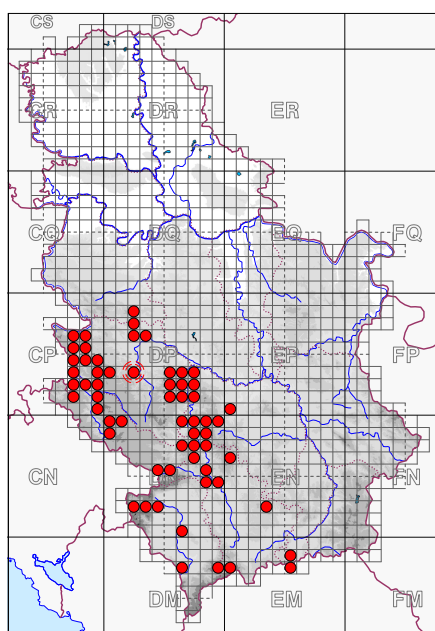 CS DS
CR DR ER
CQ DQ EQ FQ
CP DP EP FP
CN DN EN FN
DM EM FM